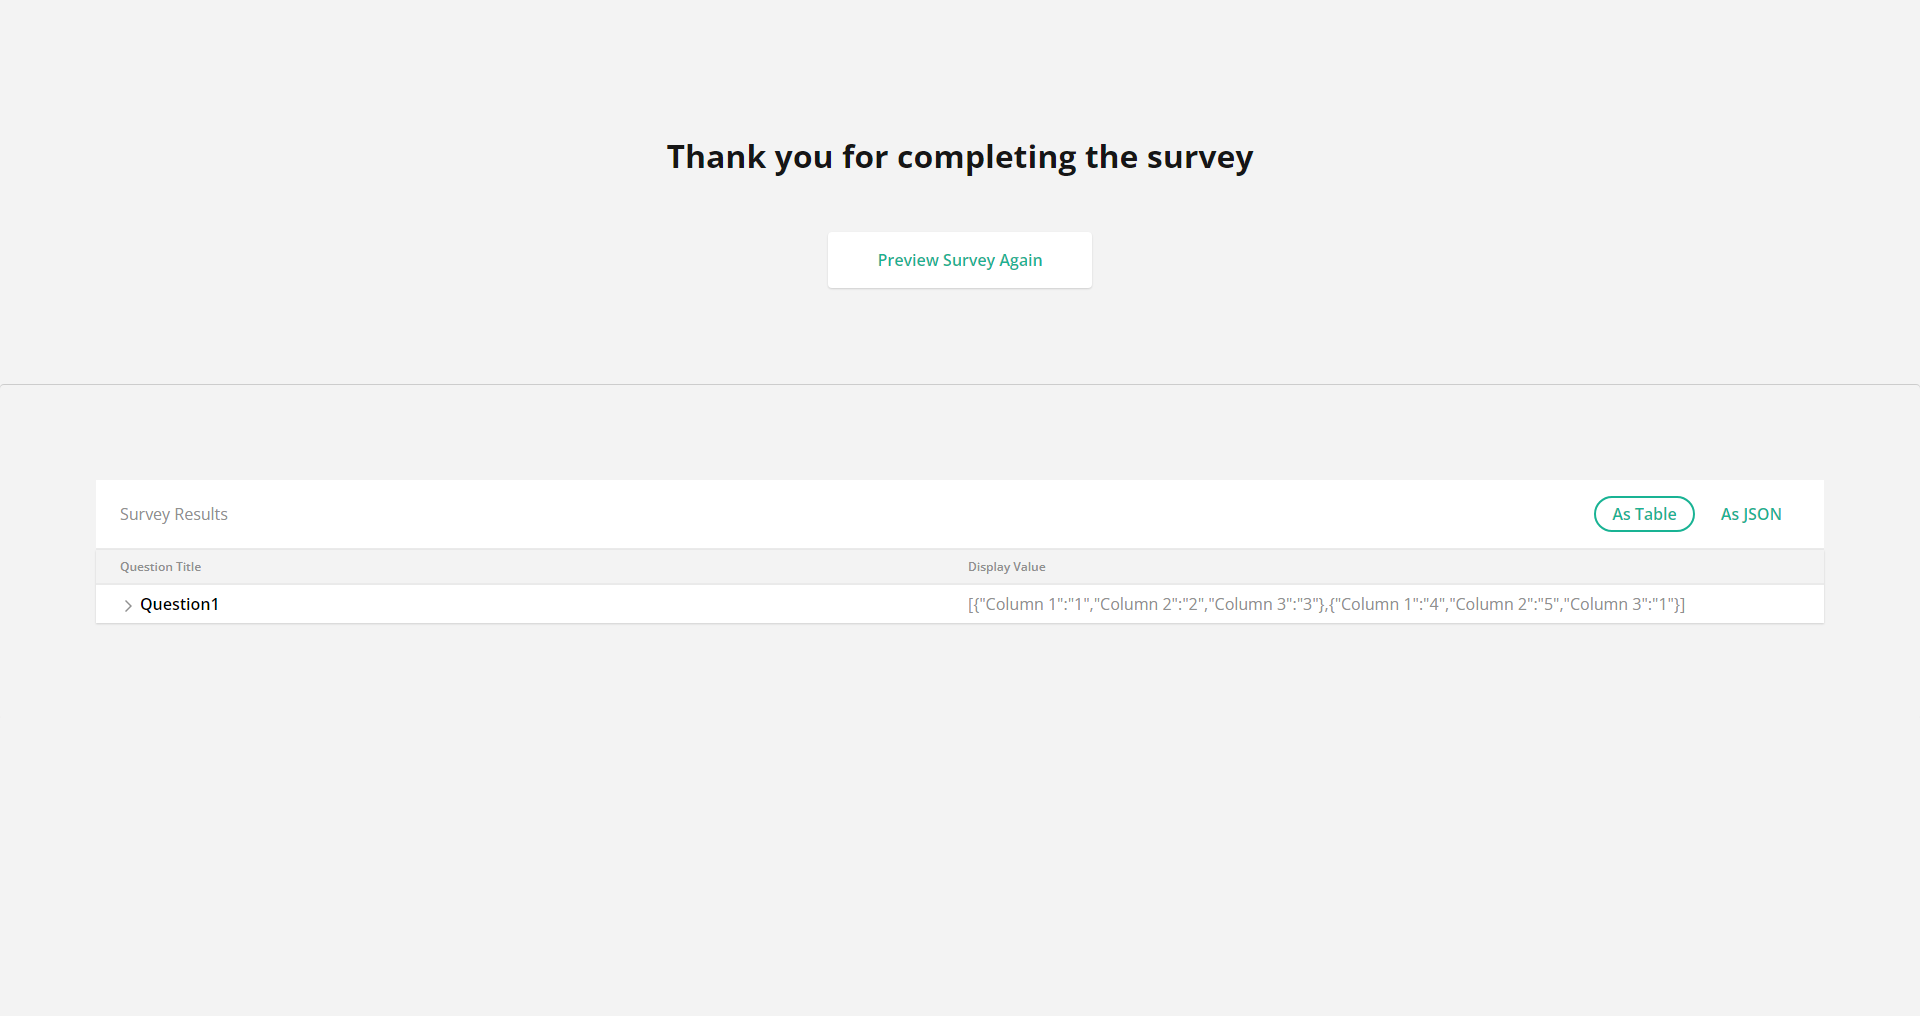 Thank you for completing the survey
Preview Survey Again
Survey Results As Table As JSON
Question Title Display Value
Question1 [{"Column 1":"1","Column 2":"2","Column 3":"3"},{"Column 1":"4","Column 2":"5","Column 3":"1"}]